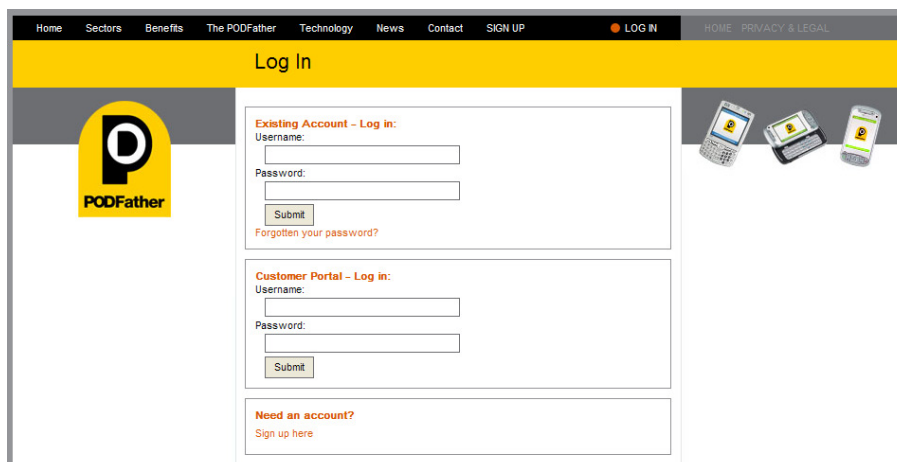 Home Sectors Benefits The PODFather Technology News Contact SIGN UP LOG IN HOME PRIVACY & LEGAL
Log In
PODFather
Existing Account – Log in:
Username:
Password:
Submit
Forgotten your password?
Customer Portal – Log in:
Username:
Password:
Submit
Need an account?
Sign up here